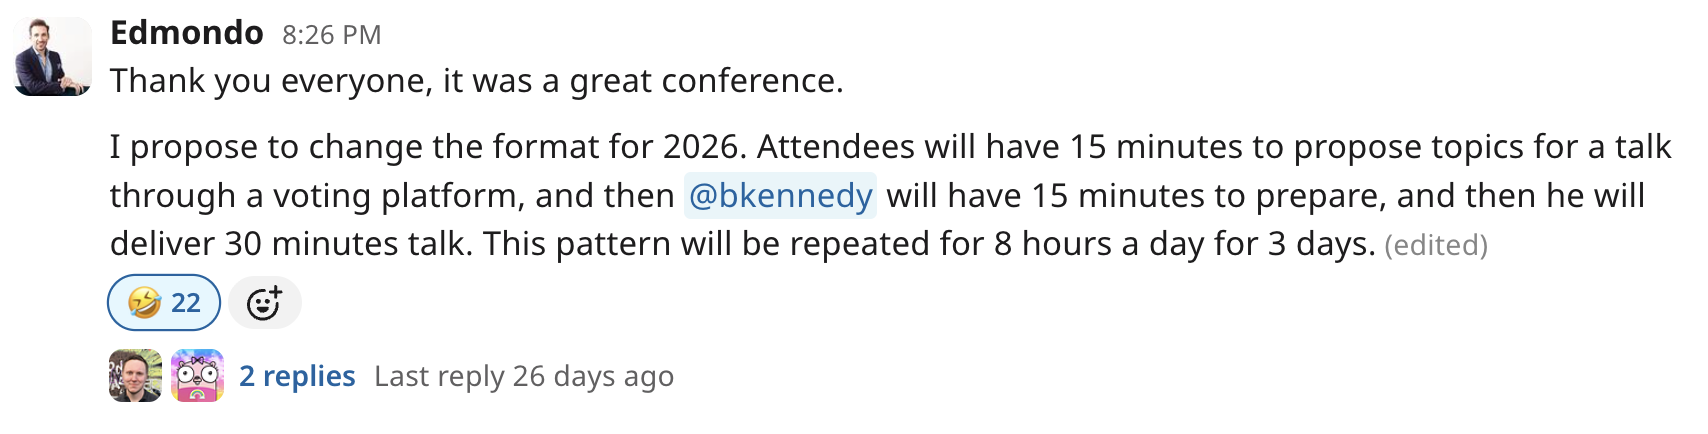 Edmondo 8:26 PM
Thank you everyone, it was a great conference.
I propose to change the format for 2026. Attendees will have 15 minutes to propose topics for a talk
through a voting platform, and then @bkennedy will have 15 minutes to prepare, and then he will
deliver 30 minutes talk. This pattern will be repeated for 8 hours a day for 3 days. (edited)
🤣 22
2 replies Last reply 26 days ago